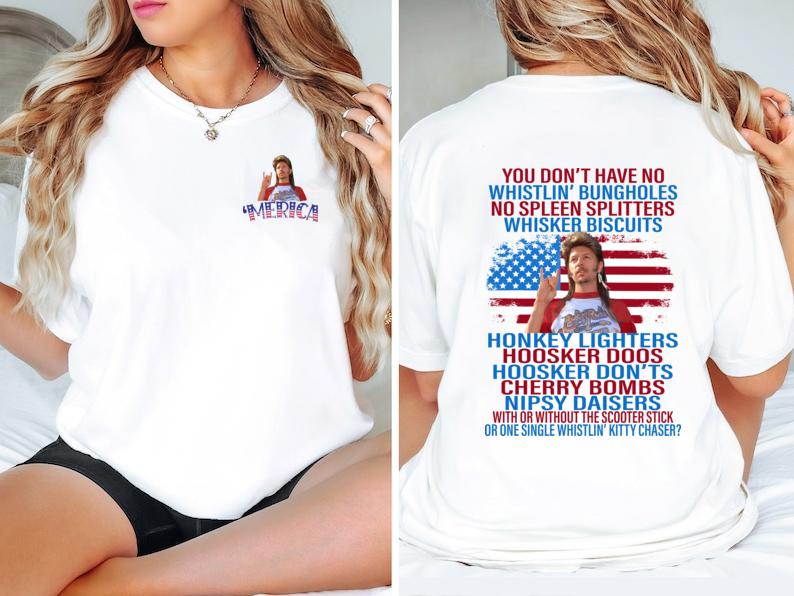 'MERICA
YOU DON'T HAVE NO
WHISTLIN' BUNGHOLES
NO SPLEEN SPLITTERS
WHISKER BISCUITS
HONKEY LIGHTERS
HOOSKER DOOS
HOOSKER DON'TS
CHERRY BOMBS
NIPSY DAISERS
WITH OR WITHOUT THE SCOOTER STICK
OR ONE SINGLE WHISTLIN' KITTY CHASER?